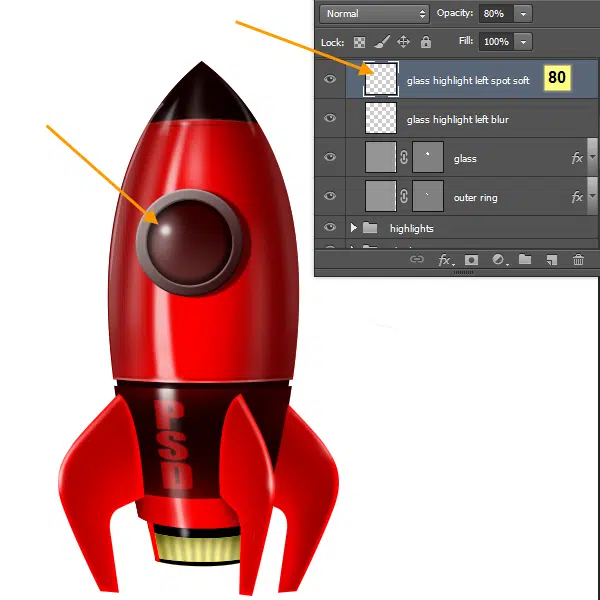 Normal Opacity: 80%
Lock: Fill: 100%
glass highlight left spot soft 80
glass highlight left blur
glass fx
outer ring fx
highlights
fx
PSD